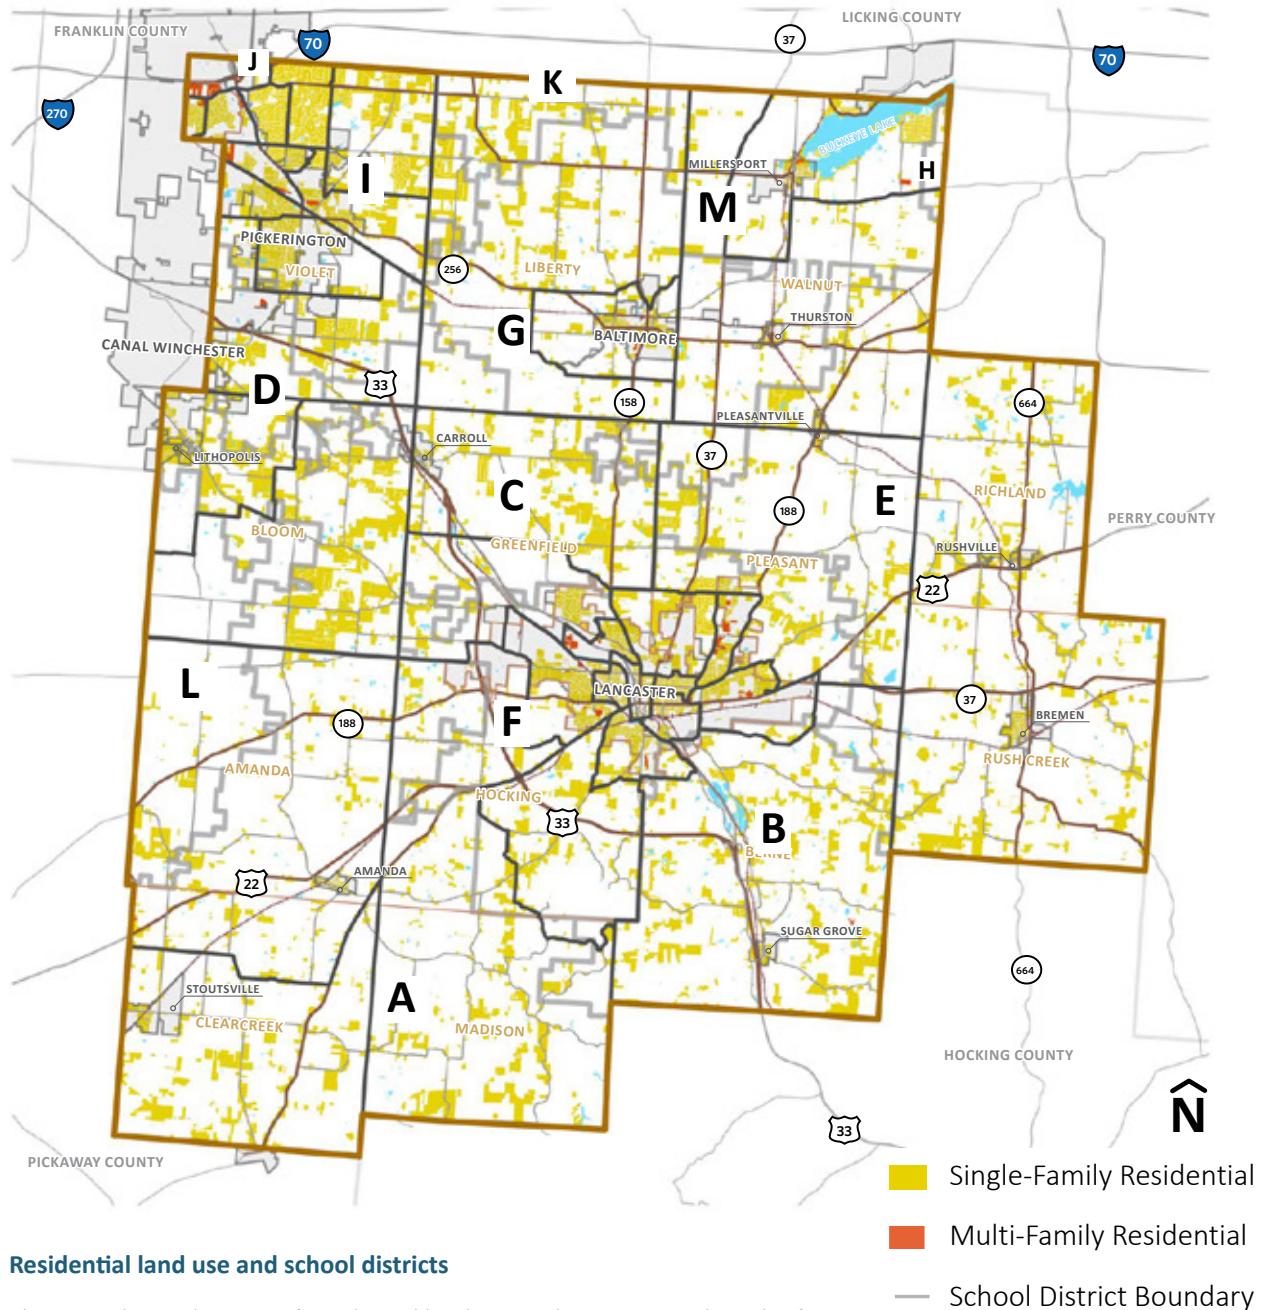 FRANKLIN COUNTY
LICKING COUNTY
70
37
70
270
J
K
BUCKEYE LAKE
MILLERSPORT
H
I
M
PICKERINGTON
VIOLET
256
LIBERTY
WALNUT
THURSTON
G
BALTIMORE
CANAL WINCHESTER
D
33
158
664
PLEASANTVILLE
CARROLL
37
LITHOPOLIS
C
E
RICHLAND
188
PERRY COUNTY
BLOOM
GREENFIELD
PLEASANT
RUSHVILLE
22
L
LANCASTER
37
188
F
BREMEN
AMANDA
RUSH CREEK
HOCKING
33
B
BERNE
AMANDA
22
SUGAR GROVE
664
STOUTSVILLE
A
CLEARCREEK
MADISON
HOCKING COUNTY
N
33
PICKAWAY COUNTY
Single-Family Residential
Multi-Family Residential
School District Boundary
Residential land use and school districts